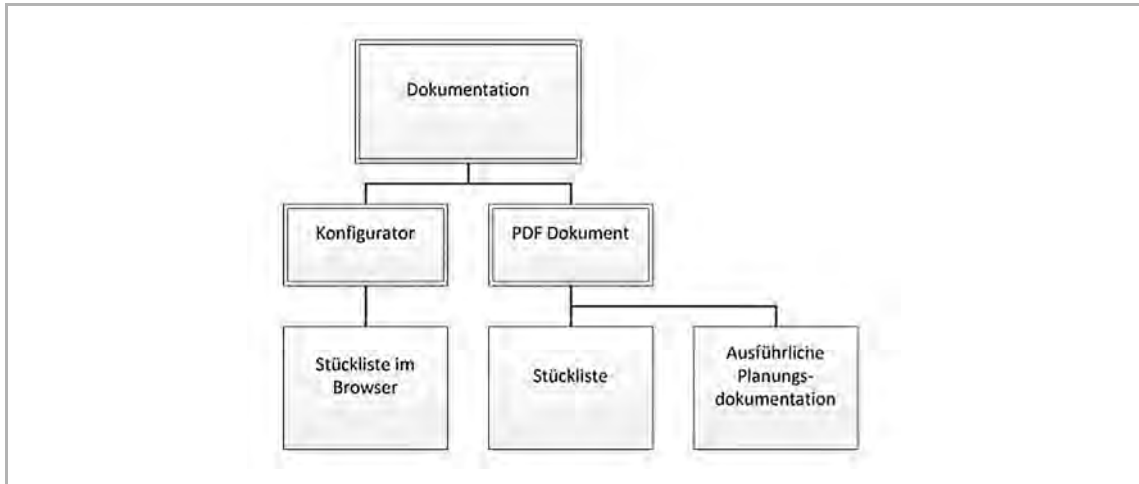 Dokumentation
Konfigurator
PDF Dokument
Stückliste im
Browser
Stückliste
Ausführliche
Planungs-
dokumentation